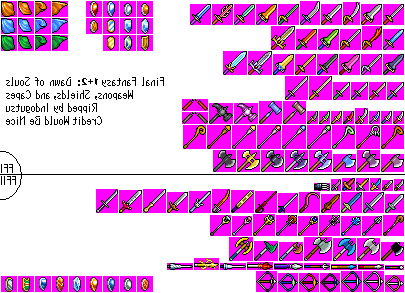 Final Fantasy 1+2: Dawn of Souls
Weapons, Shields, and Capes
Ripped by Indogutsu
Credit Would Be Nice
FFI
FFII